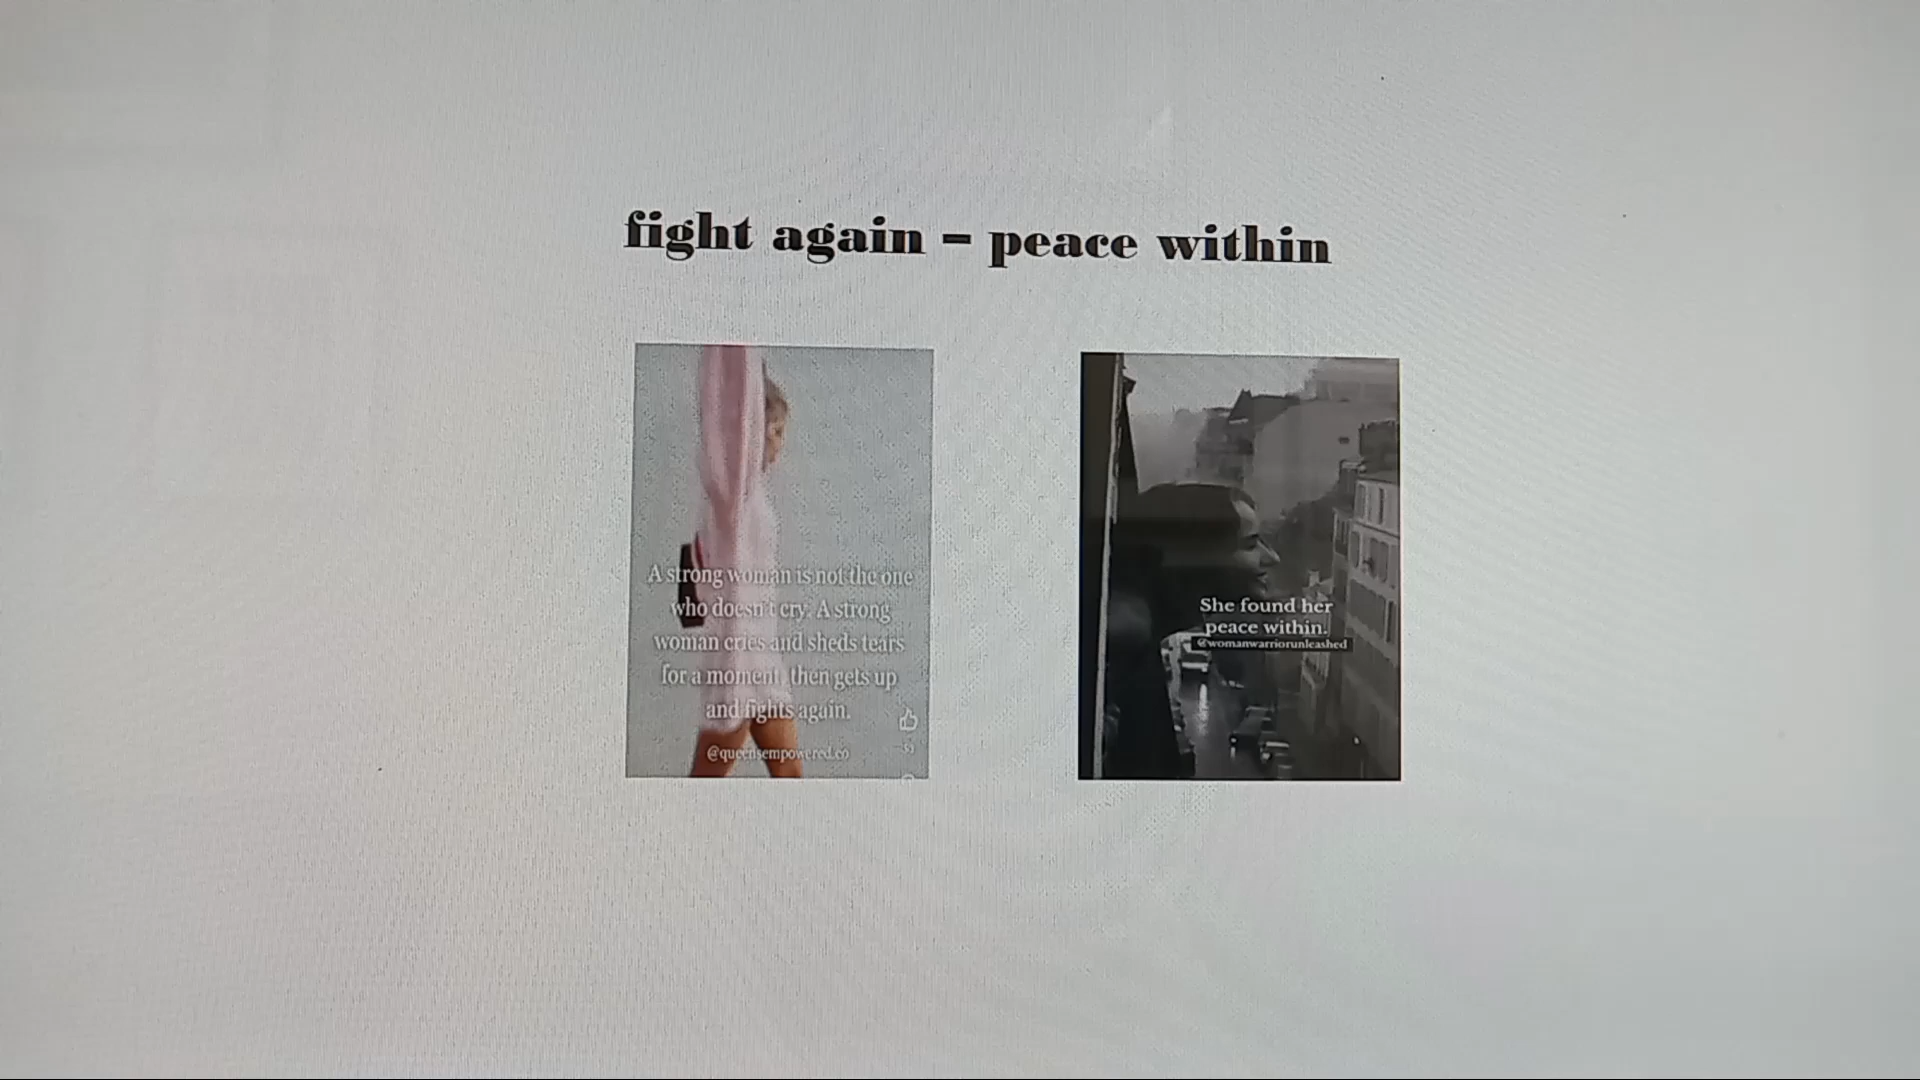 fight again - peace within
A strong woman is not the one
who doesn't cry. A strong
woman cries and sheds tears
for a moment, then gets up
and fights again.
@queensempowered.co
She found her
peace within.
@womanwarriorunleashed